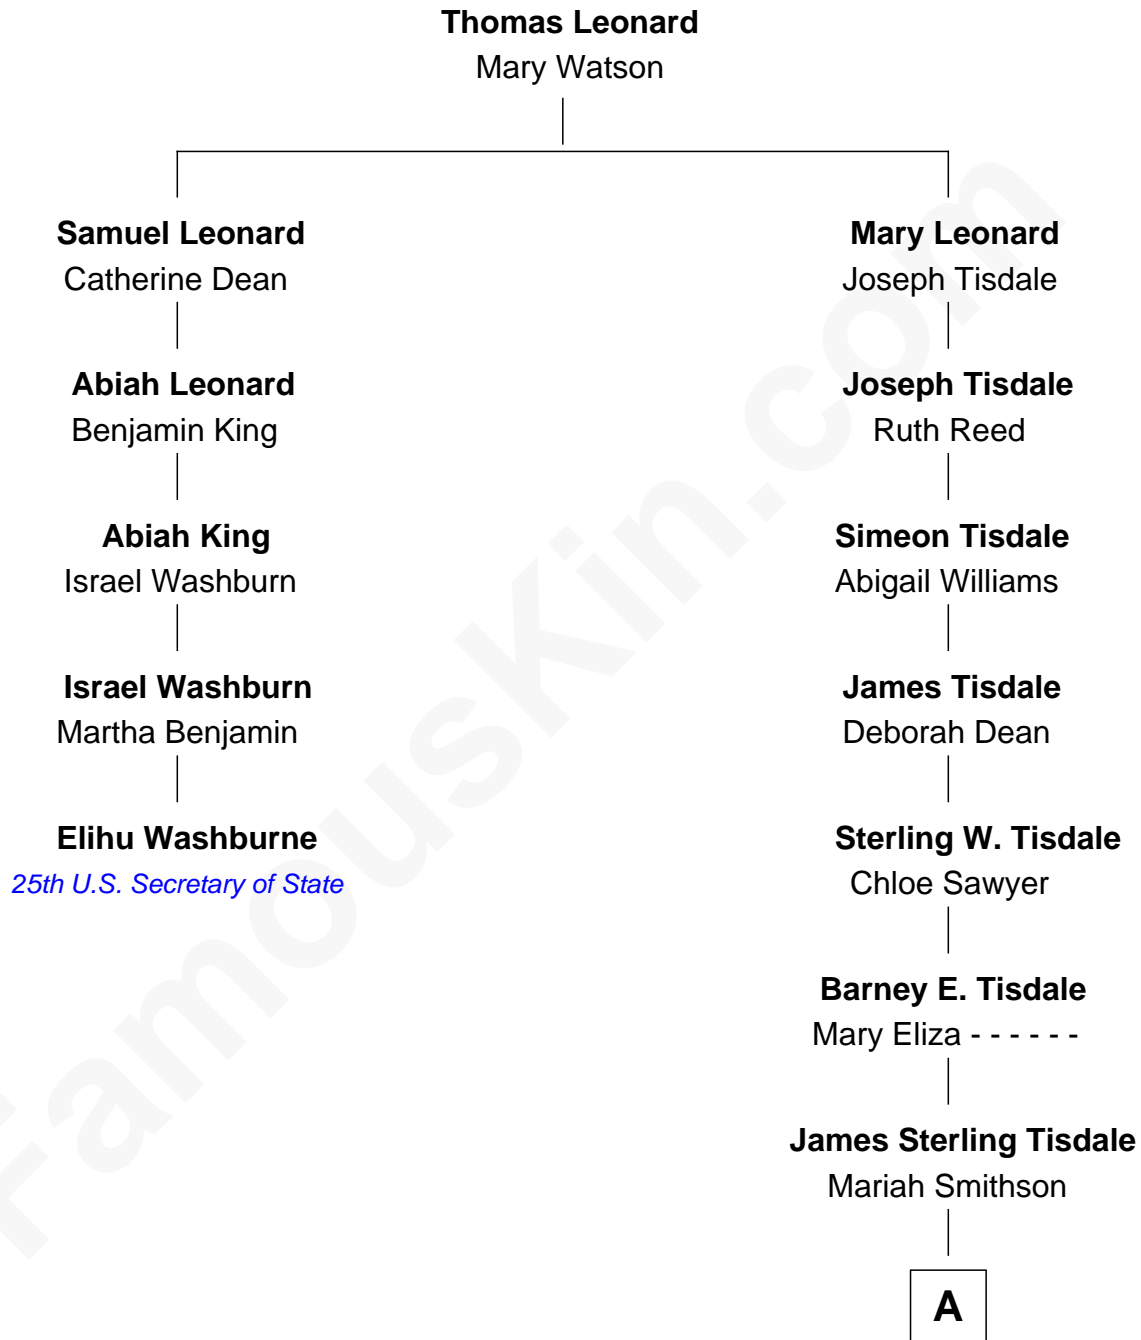 Thomas Leonard
Mary Watson
Samuel Leonard
Catherine Dean
Abiah Leonard
Benjamin King
Abiah King
Israel Washburn
Israel Washburn
Martha Benjamin
Elihu Washburne
25th U.S. Secretary of State
Mary Leonard
Joseph Tisdale
Joseph Tisdale
Ruth Reed
Simeon Tisdale
Abigail Williams
James Tisdale
Deborah Dean
Sterling W. Tisdale
Chloe Sawyer
Barney E. Tisdale
Mary Eliza - - - - - -
James Sterling Tisdale
Mariah Smithson
A
FamousKin.com